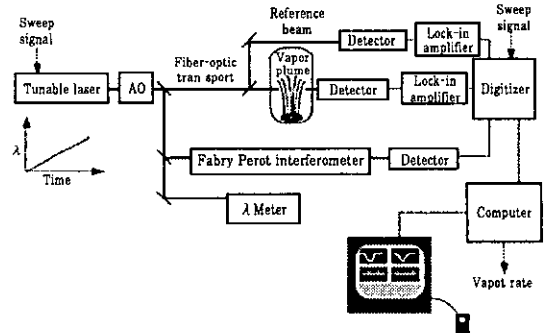 Sweep
signal
Reference
beam
Sweep
signal
Detector
Lock-in
amplifier
Fiber-optic
tran sport
Vapor
plume
Tunable laser
AO
Detector
Lock-in
amplifier
Digitizer
λ
Time
Fabry Perot interferometer
Detector
λ Meter
Computer
Vapot rate